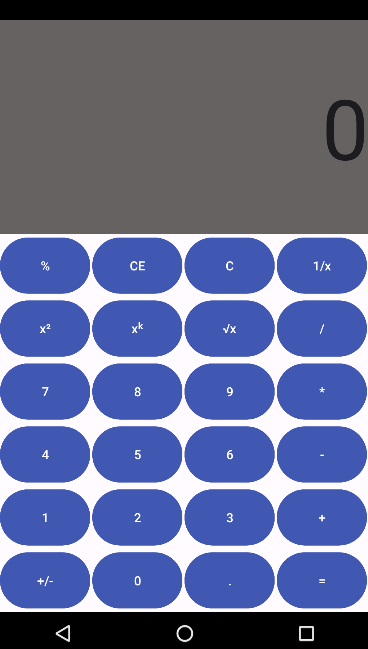 0
% CE C 1/x
x² xᵏ √x /
7 8 9 *
4 5 6 -
1 2 3 +
+/- 0 . =